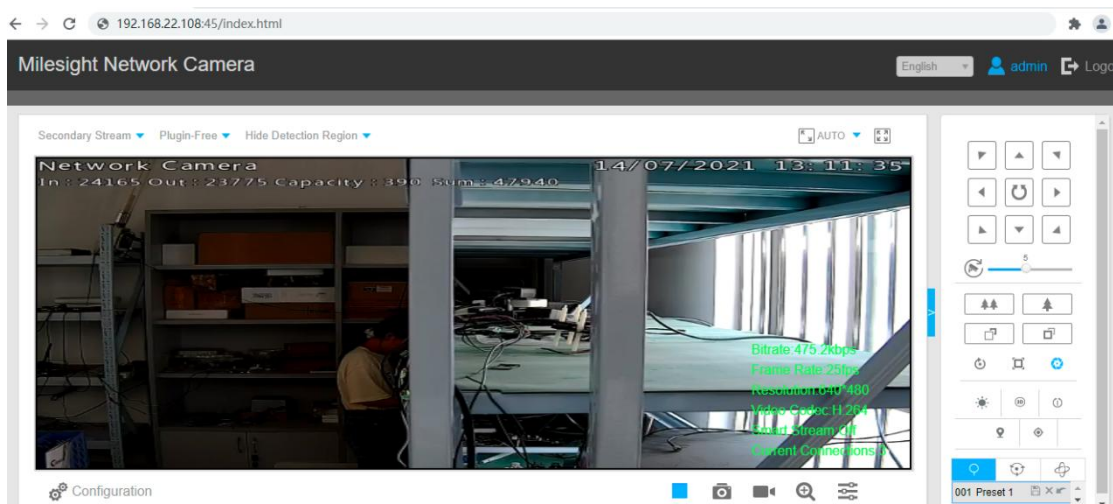 192.168.22.108:45/index.html
Milesight Network Camera
English
admin
Logo
Secondary Stream
Plugin-Free
Hide Detection Region
AUTO
Network Camera
14/07/2021 13:11:35
In: 24165 Out: 23775 Capacity: 390 Sum: 47940
5
Bitrate:475.2kbps
Frame Rate:25fps
Resolution:640*480
Video Codec:H.264
Smart Stream:Off
Current Connections:3
Configuration
001 Preset 1